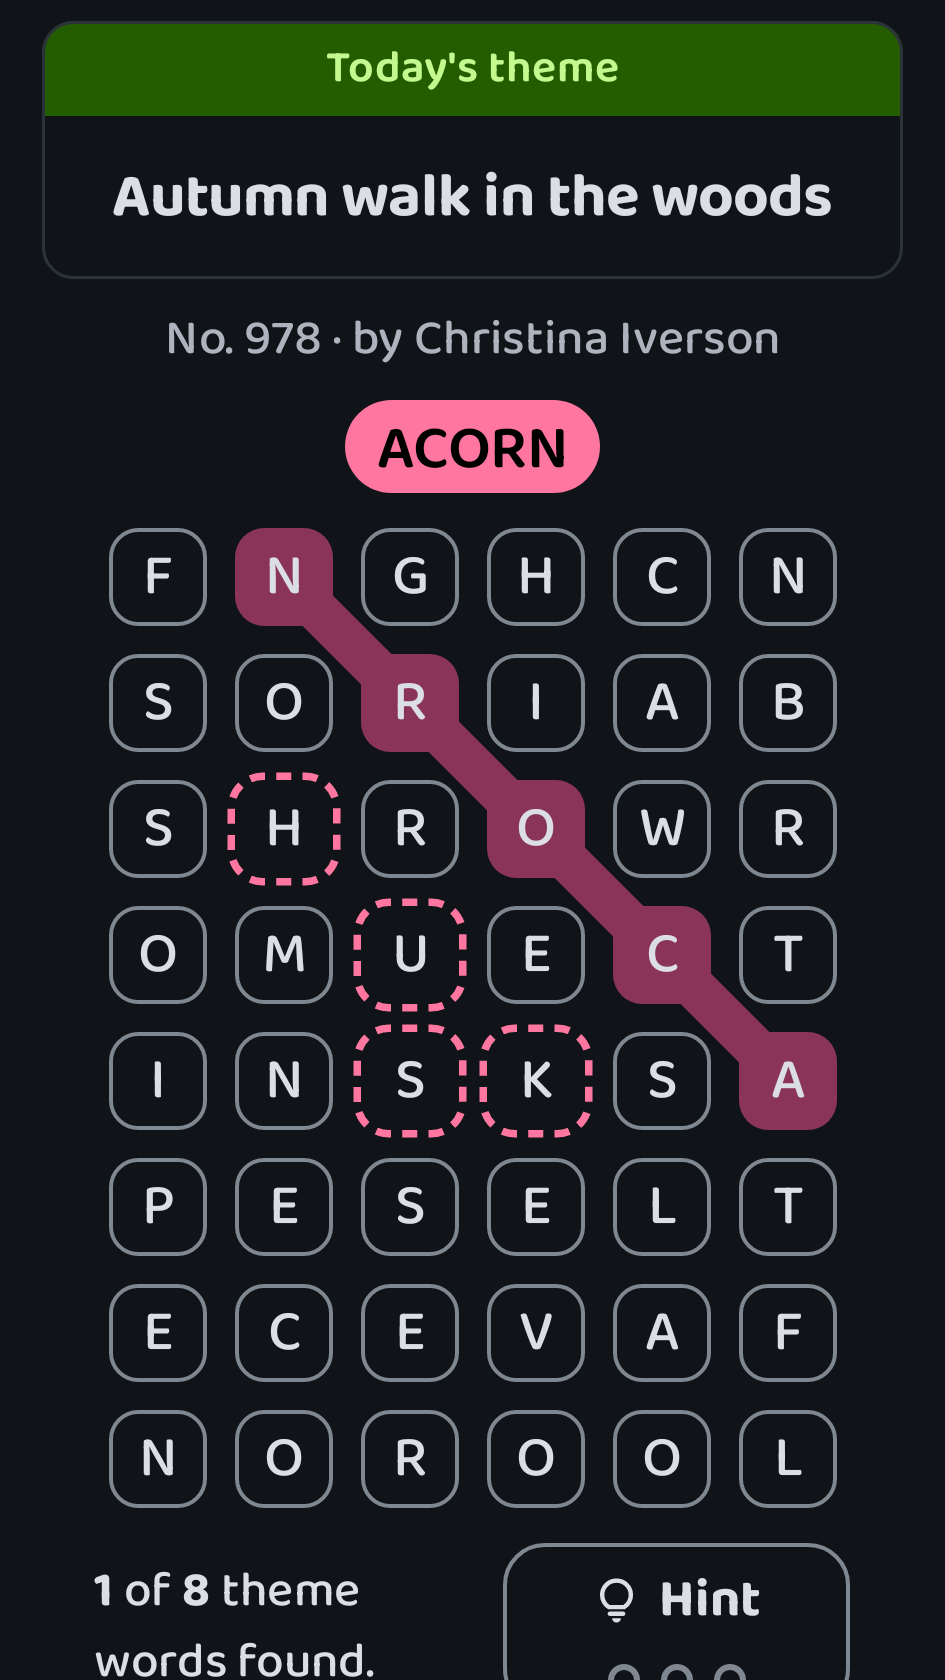 Today's theme
Autumn walk in the woods
No. 978 · by Christina Iverson
ACORN
F N G H C N
S O R I A B
S H R O W R
O M U E C T
I N S K S A
P E S E L T
E C E V A F
N O R O O L
1 of 8 theme
words found.
Hint